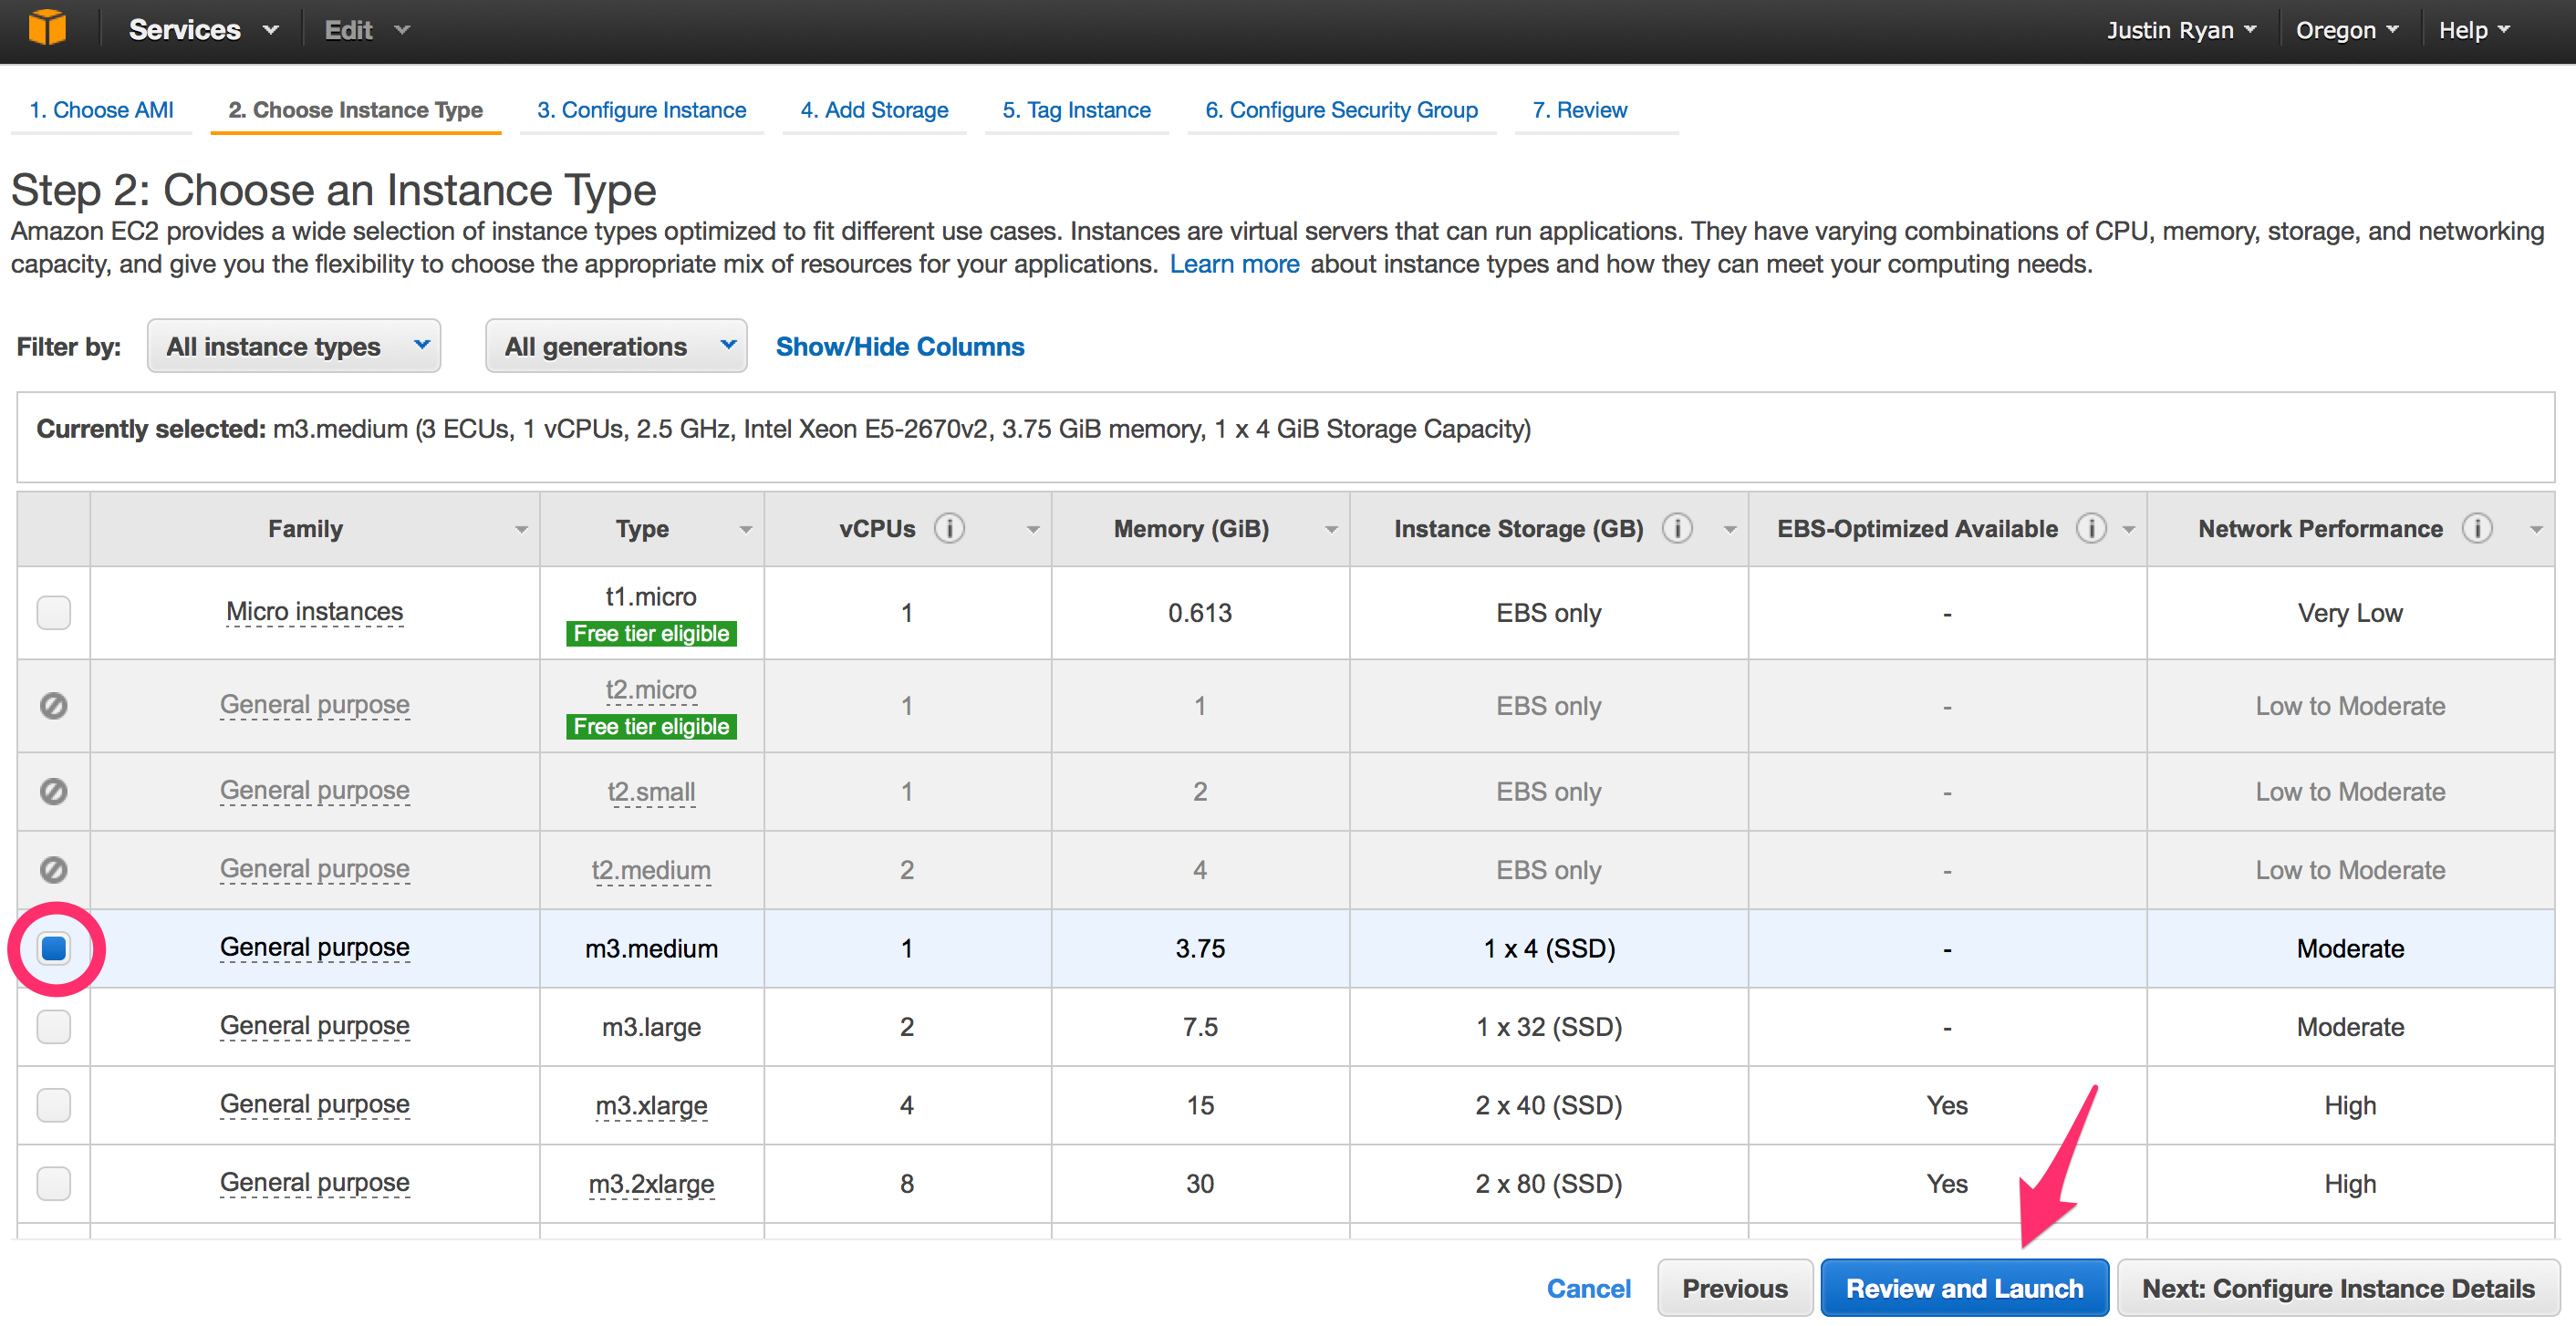 Services Edit Justin Ryan Oregon Help
1. Choose AMI 2. Choose Instance Type 3. Configure Instance 4. Add Storage 5. Tag Instance 6. Configure Security Group 7. Review
Step 2: Choose an Instance Type
Amazon EC2 provides a wide selection of instance types optimized to fit different use cases. Instances are virtual servers that can run applications. They have varying combinations of CPU, memory, storage, and networking
capacity, and give you the flexibility to choose the appropriate mix of resources for your applications. Learn more about instance types and how they can meet your computing needs.
Filter by: All instance types All generations Show/Hide Columns
Currently selected: m3.medium (3 ECUs, 1 vCPUs, 2.5 GHz, Intel Xeon E5-2670v2, 3.75 GiB memory, 1 x 4 GiB Storage Capacity)
Family Type vCPUs i Memory (GiB) Instance Storage (GB) i EBS-Optimized Available i Network Performance i
Micro instances t1.micro 1 0.613 EBS only - Very Low
Free tier eligible
General purpose t2.micro 1 1 EBS only - Low to Moderate
Free tier eligible
General purpose t2.small 1 2 EBS only - Low to Moderate
General purpose t2.medium 2 4 EBS only - Low to Moderate
General purpose m3.medium 1 3.75 1 x 4 (SSD) - Moderate
General purpose m3.large 2 7.5 1 x 32 (SSD) - Moderate
General purpose m3.xlarge 4 15 2 x 40 (SSD) Yes High
General purpose m3.2xlarge 8 30 2 x 80 (SSD) Yes High
Cancel Previous Review and Launch Next: Configure Instance Details